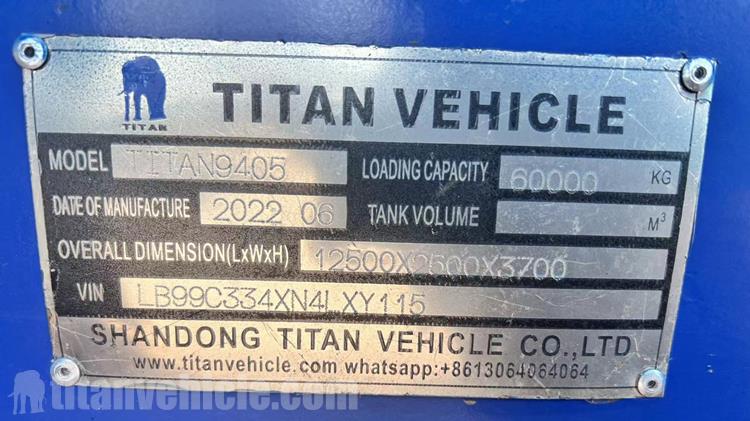 TITAN
TITAN VEHICLE
MODEL TITAN9405 LOADING CAPACITY 60000 KG
DATE OF MANUFACTURE 2022 06 TANK VOLUME M³
OVERALL DIMENSION(LxWxH) 12500X2500X3700
VIN LB99C334XN4LXY115
SHANDONG TITAN VEHICLE CO.,LTD
www.titanvehicle.com whatsapp:+8613064064064
titanvehicle.com